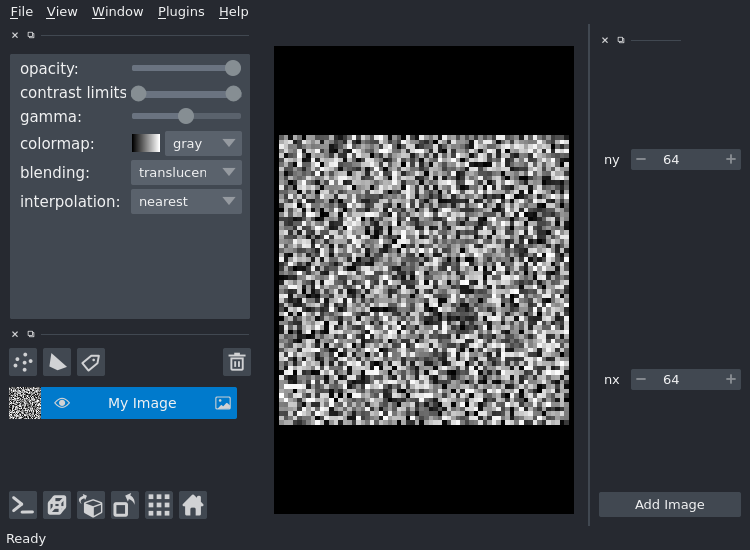 File View Window Plugins Help
opacity:
contrast limits
gamma:
colormap: gray
blending: translucen
interpolation: nearest
ny 64
nx 64
My Image
Add Image
Ready